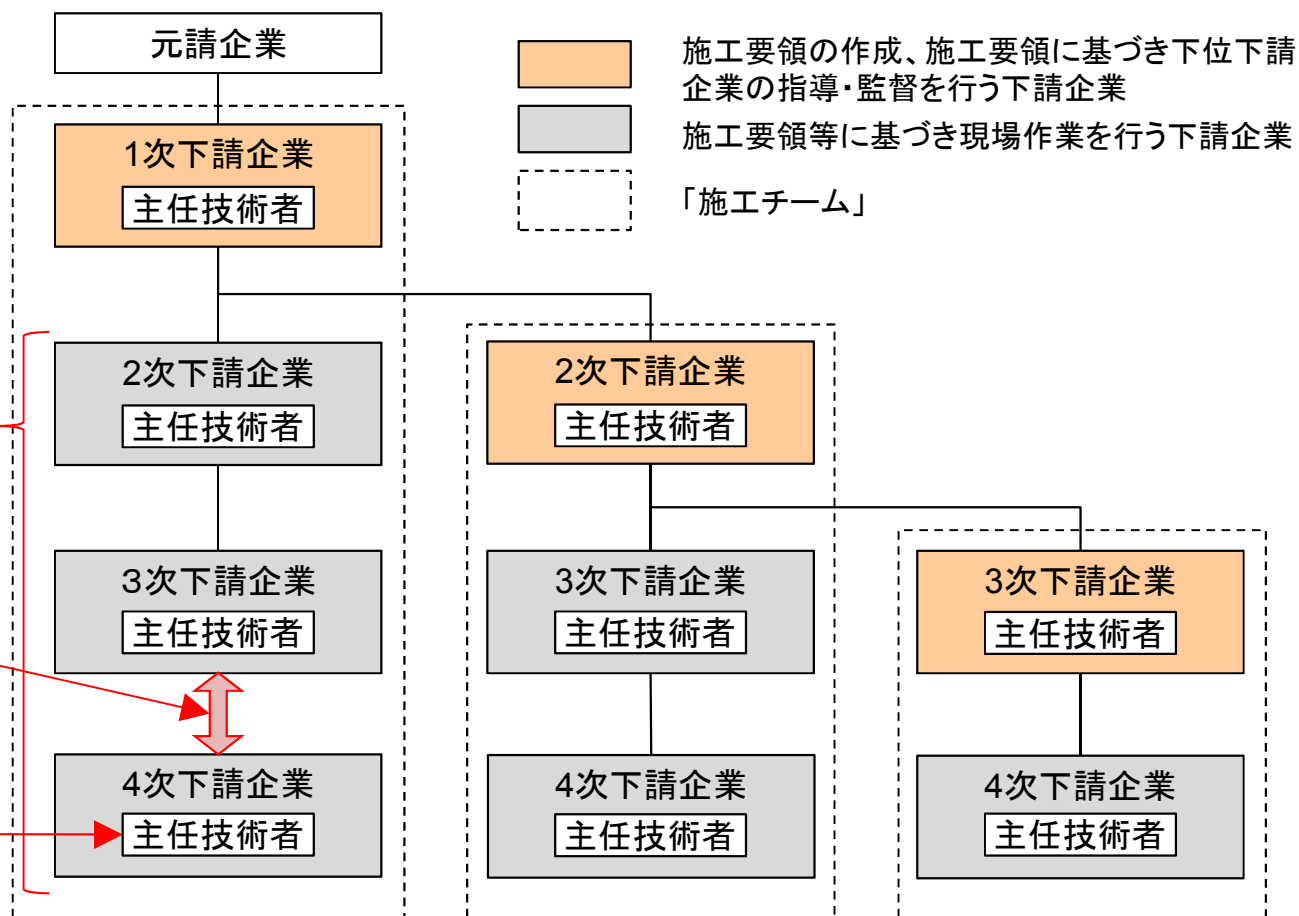 元請企業
施工要領の作成、施工要領に基づき下位下請
企業の指導・監督を行う下請企業
施工要領等に基づき現場作業を行う下請企業
「施工チーム」
1次下請企業
主任技術者
2次下請企業
主任技術者
2次下請企業
主任技術者
３次下請企業
主任技術者
3次下請企業
主任技術者
3次下請企業
主任技術者
4次下請企業
主任技術者
4次下請企業
主任技術者
4次下請企業
主任技術者